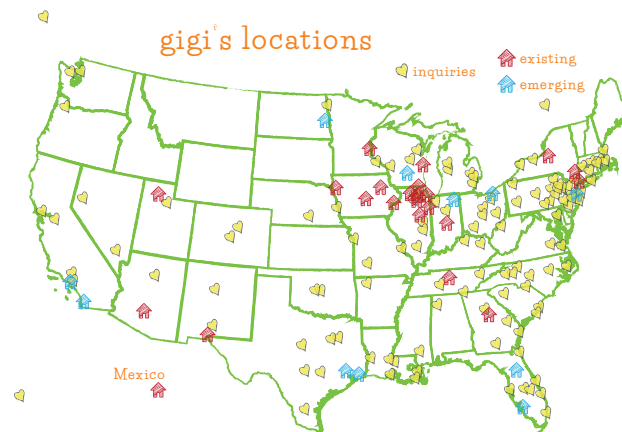 gigi's locations
inquiries
existing
emerging
Mexico